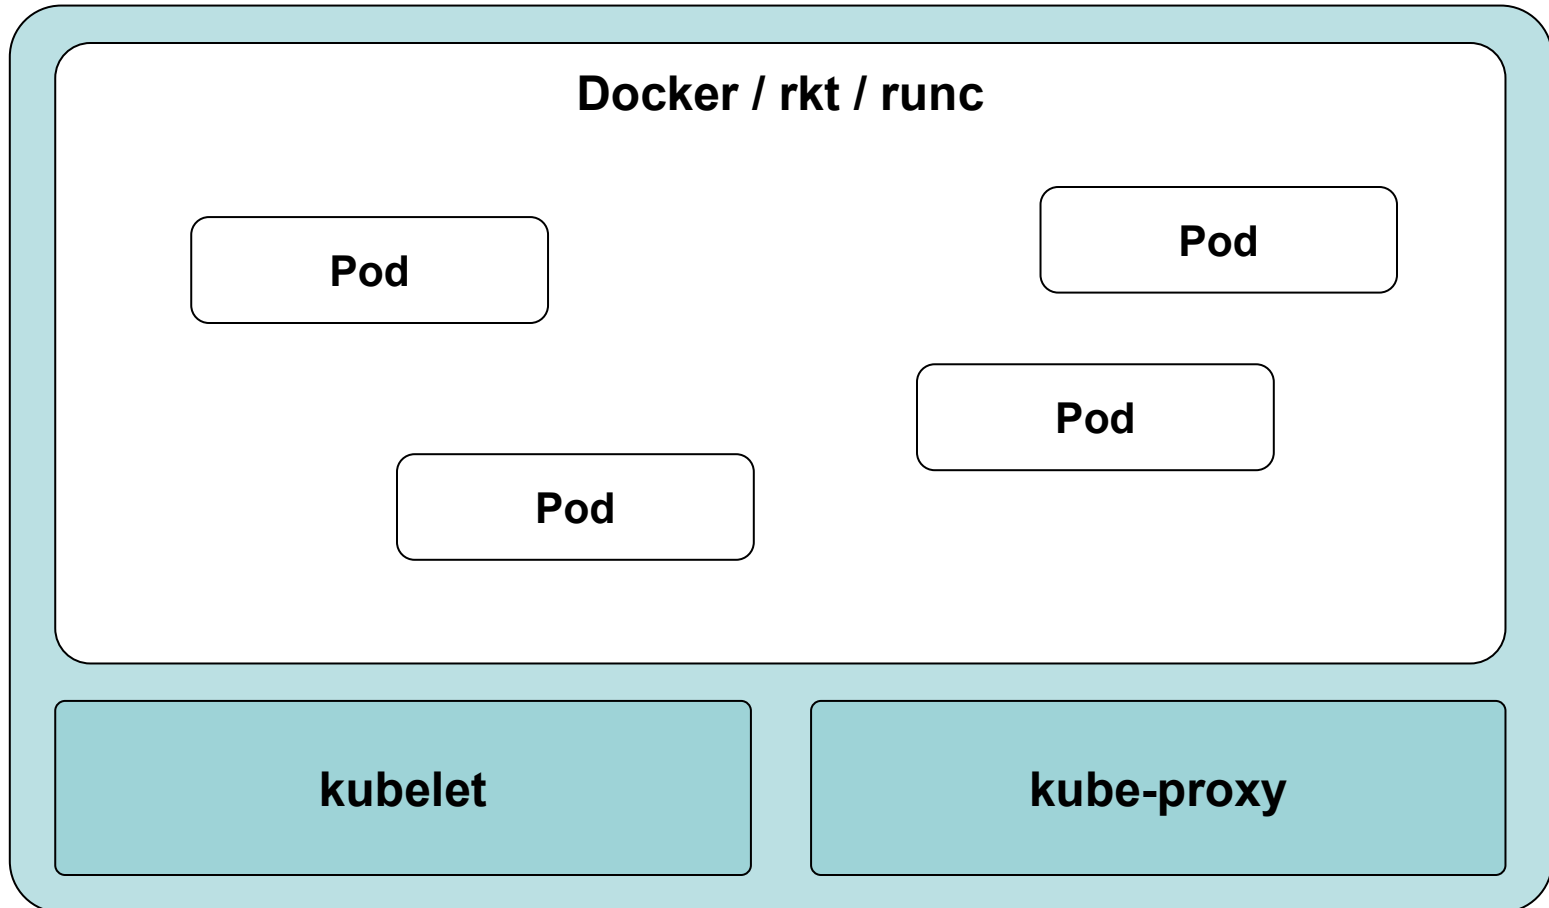 Docker / rkt / runc
Pod
Pod
Pod
Pod
kubelet
kube-proxy